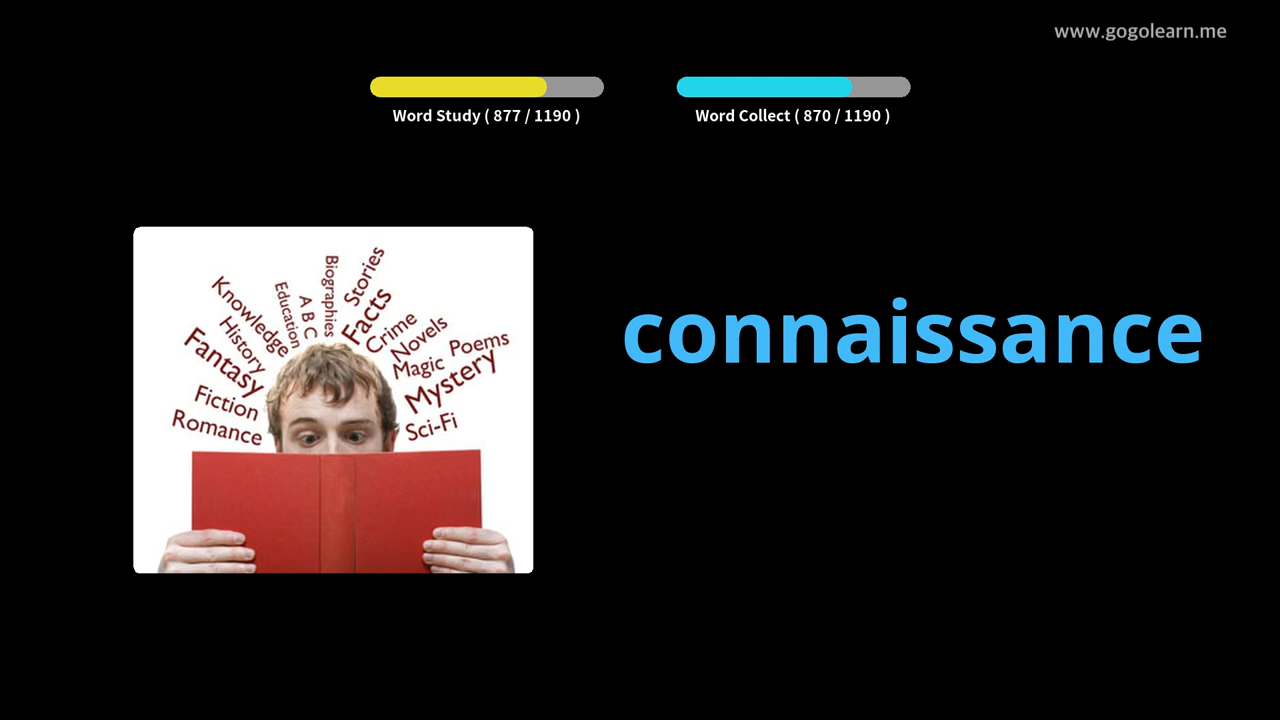 www.gogolearn.me
Word Study ( 877 / 1190 )
Word Collect ( 870 / 1190 )
Knowledge
Education
A B C
Biographies
Stories
Facts
Crime
Novels
Poems
History
Fantasy
Magic
Mystery
Fiction
Romance
Sci-Fi
connaissance